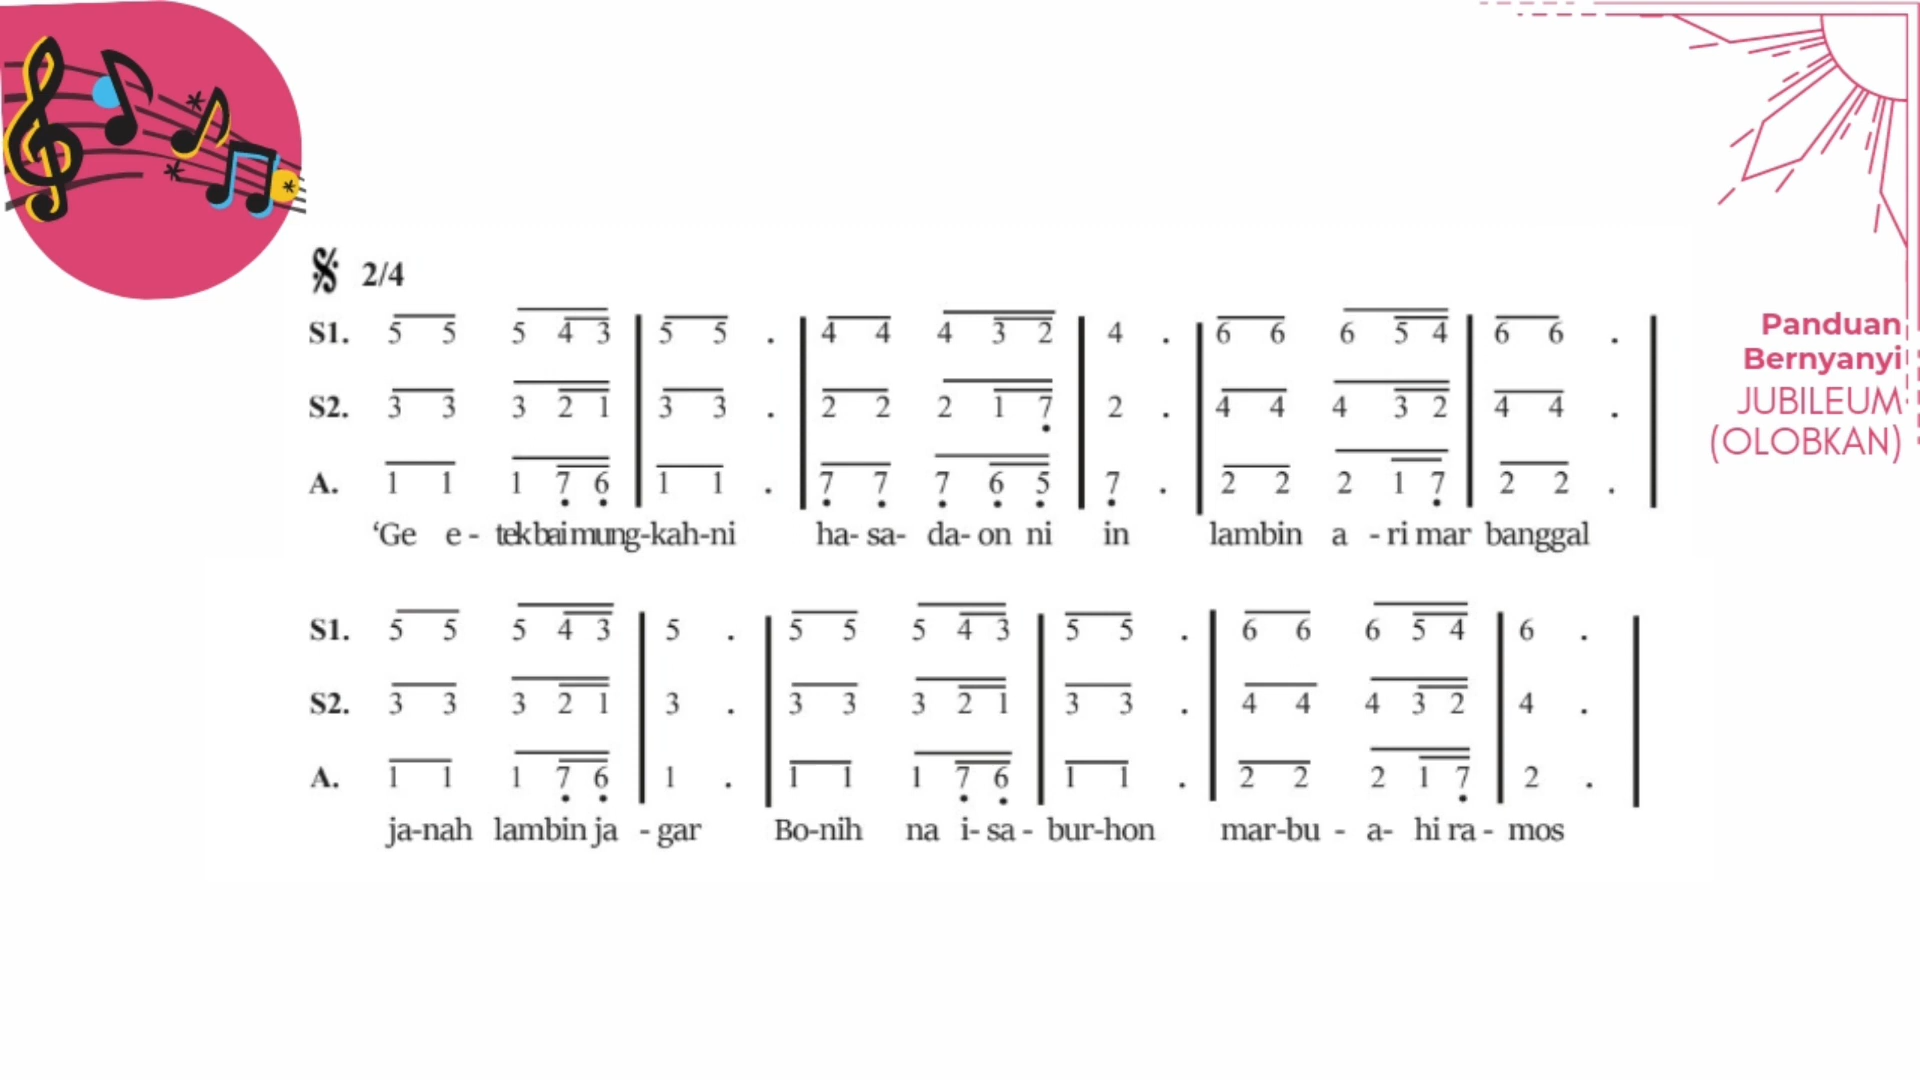 2/4
S1. 5 5 5 4 3 | 5 5 . | 4 4 4 3 2 | 4 . | 6 6 6 5 4 | 6 6 . |
S2. 3 3 3 2 1 | 3 3 . | 2 2 2 1 7 | 2 . | 4 4 4 3 2 | 4 4 . |
A. 1 1 1 7 6 | 1 1 . | 7 7 7 6 5 | 7 . | 2 2 2 1 7 | 2 2 . |
‘Ge e - tek bai mung-kah-ni ha- sa- da- on ni in lambin a - ri mar banggal
S1. 5 5 5 4 3 | 5 . | 5 5 5 4 3 | 5 5 . | 6 6 6 5 4 | 6 . |
S2. 3 3 3 2 1 | 3 . | 3 3 3 2 1 | 3 3 . | 4 4 4 3 2 | 4 . |
A. 1 1 1 7 6 | 1 . | 1 1 1 7 6 | 1 1 . | 2 2 2 1 7 | 2 . |
ja-nah lambin ja - gar Bo-nih na i- sa - bur-hon mar-bu - a- hi ra - mos
Panduan
Bernyanyi
JUBILEUM
(OLOBKAN)